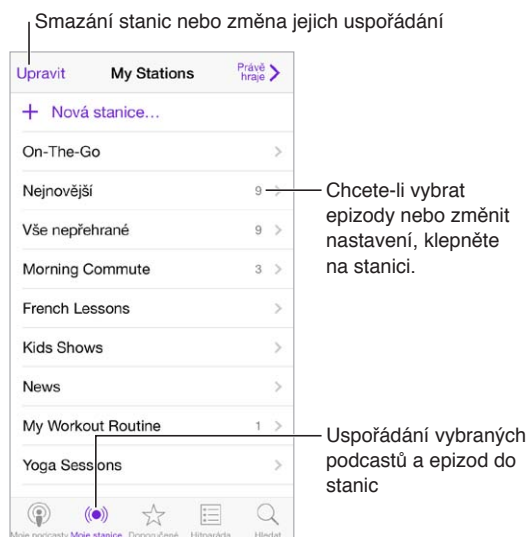 Smazání stanic nebo změna jejich uspořádání
Upravit My Stations Právě hraje
Nová stanice…
On-The-Go
Nejnovější 9
Vše nepřehrané 9
Morning Commute 3
French Lessons
Kids Shows
News
My Workout Routine 1
Yoga Sessions
Chcete-li vybrat
epizody nebo změnit
nastavení, klepněte
na stanici.
Uspořádání vybraných
podcastů a epizod do
stanic
Moje podcasty Moje stanice Doporučené Hitparáda Hledat